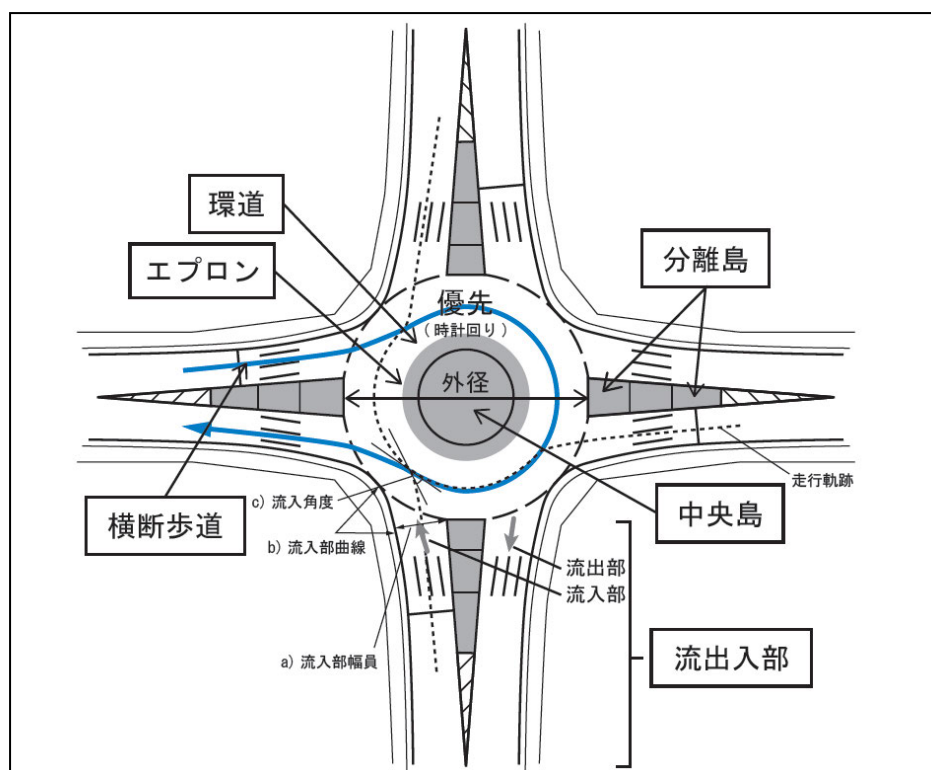 環道
エプロン
分離島
優先
(時計回り)
外径
走行軌跡
c) 流入角度
中央島
横断歩道
b) 流入部曲線
流出部
流入部
流出入部
a) 流入部幅員